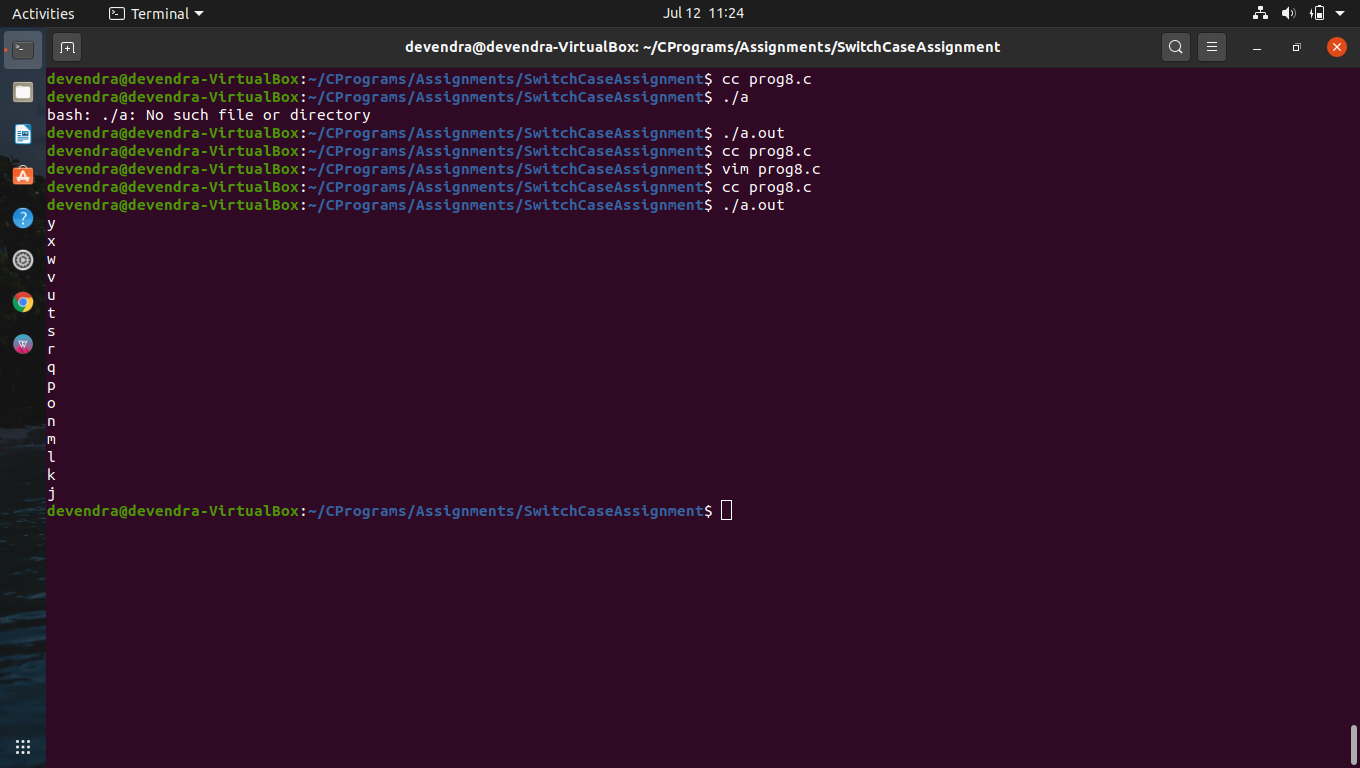 Activities Terminal Jul 12 11:24
devendra@devendra-VirtualBox: ~/CPrograms/Assignments/SwitchCaseAssignment
devendra@devendra-VirtualBox:~/CPrograms/Assignments/SwitchCaseAssignment$ cc prog8.c
devendra@devendra-VirtualBox:~/CPrograms/Assignments/SwitchCaseAssignment$ ./a
bash: ./a: No such file or directory
devendra@devendra-VirtualBox:~/CPrograms/Assignments/SwitchCaseAssignment$ ./a.out
devendra@devendra-VirtualBox:~/CPrograms/Assignments/SwitchCaseAssignment$ cc prog8.c
devendra@devendra-VirtualBox:~/CPrograms/Assignments/SwitchCaseAssignment$ vim prog8.c
devendra@devendra-VirtualBox:~/CPrograms/Assignments/SwitchCaseAssignment$ cc prog8.c
devendra@devendra-VirtualBox:~/CPrograms/Assignments/SwitchCaseAssignment$ ./a.out
y
x
w
v
u
t
s
r
q
p
o
n
m
l
k
j
devendra@devendra-VirtualBox:~/CPrograms/Assignments/SwitchCaseAssignment$